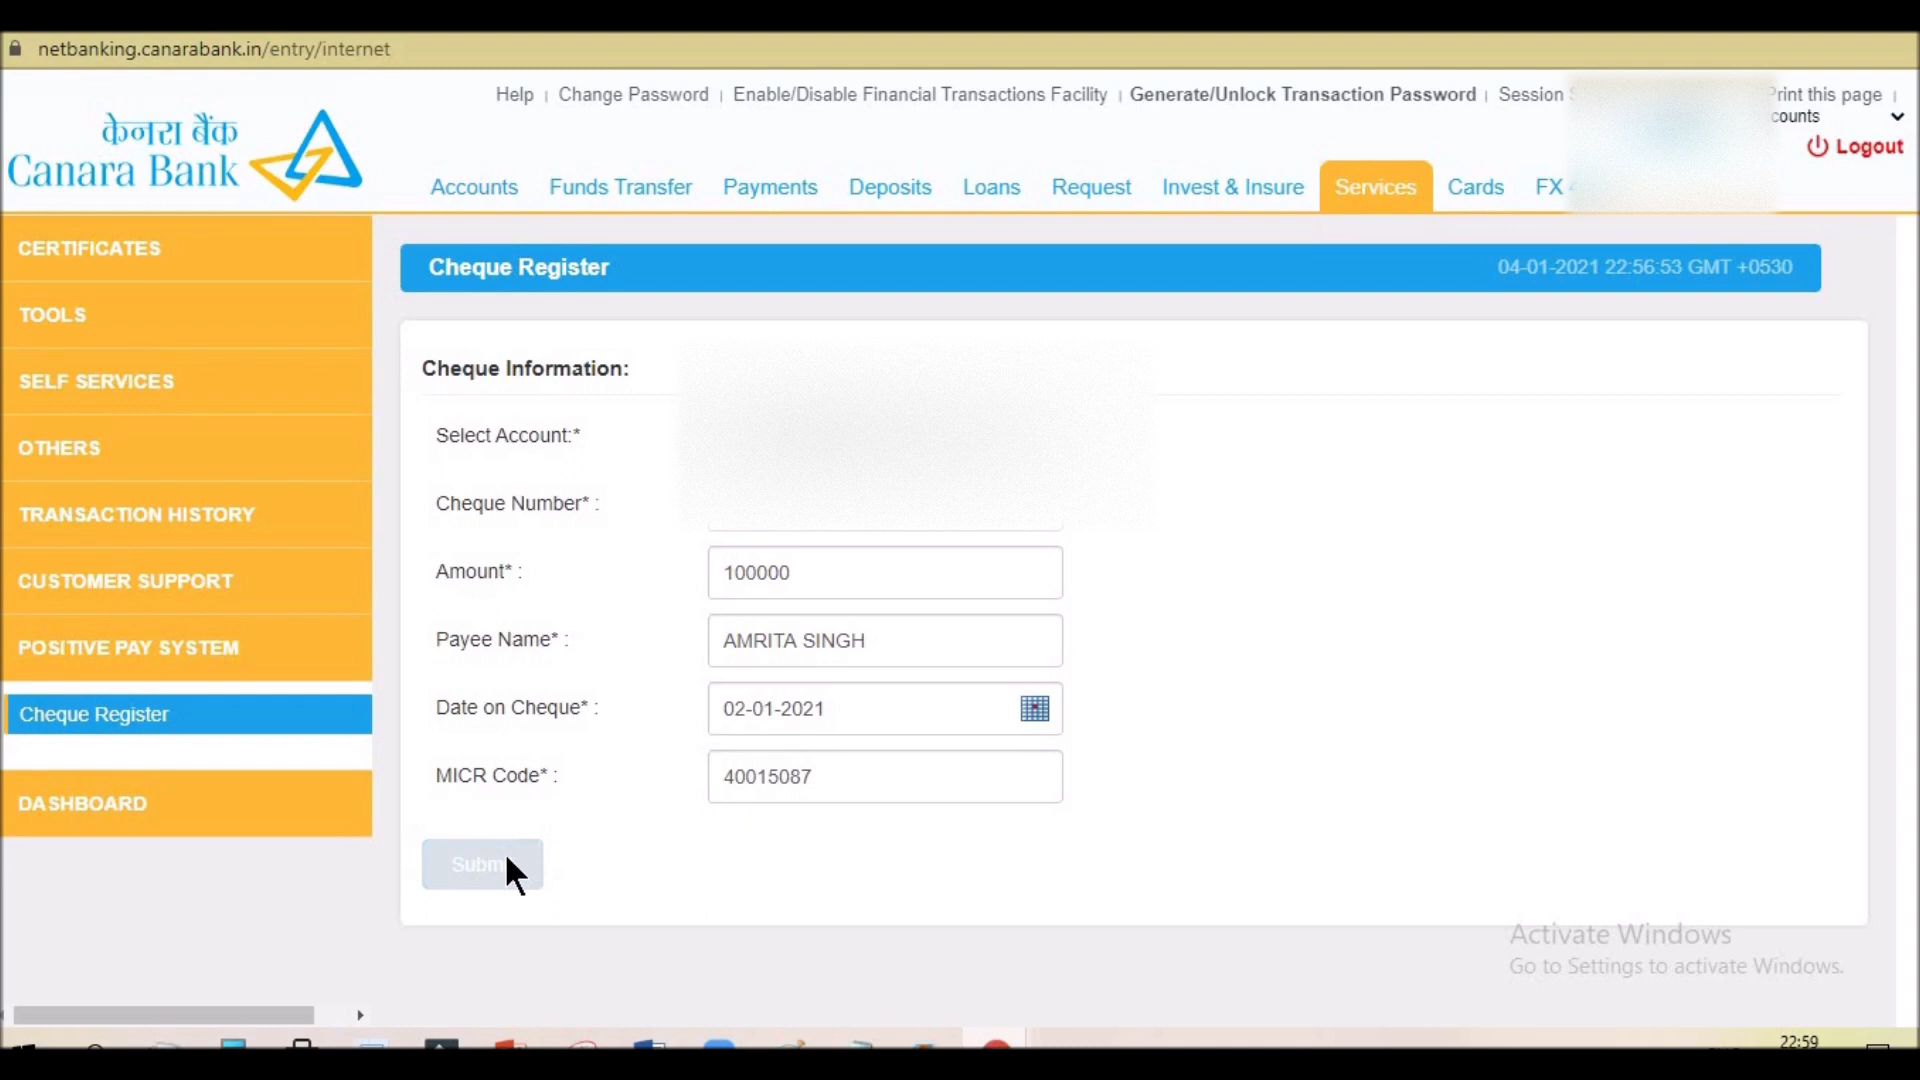 netbanking.canarabank.in/entry/internet
Help | Change Password | Enable/Disable Financial Transactions Facility | Generate/Unlock Transaction Password | Session
Print this page |
counts
Logout
केनरा बैंक
Canara Bank
Accounts Funds Transfer Payments Deposits Loans Request Invest & Insure Services Cards FX
CERTIFICATES
TOOLS
SELF SERVICES
OTHERS
TRANSACTION HISTORY
CUSTOMER SUPPORT
POSITIVE PAY SYSTEM
Cheque Register
DASHBOARD
Cheque Register 04-01-2021 22:56:53 GMT +0530
Cheque Information:
Select Account:*
Cheque Number* :
Amount* : 100000
Payee Name* : AMRITA SINGH
Date on Cheque* : 02-01-2021
MICR Code* : 40015087
Subm
Activate Windows
Go to Settings to activate Windows.
22:59